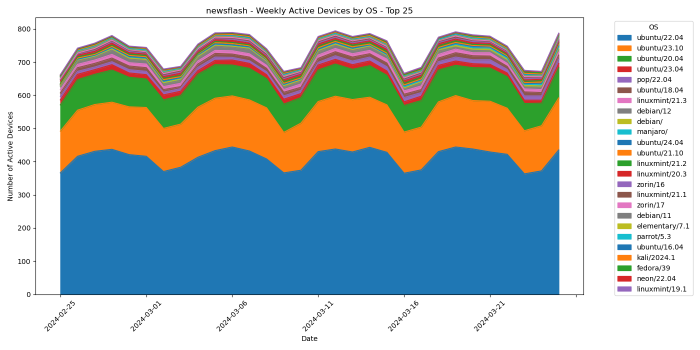 newsflash - Weekly Active Devices by OS - Top 25
Number of Active Devices
800
700
600
500
400
300
200
100
0
2024-02-25
2024-03-01
2024-03-06
2024-03-11
2024-03-16
2024-03-21
Date
OS
ubuntu/22.04
ubuntu/23.10
ubuntu/20.04
ubuntu/23.04
pop/22.04
ubuntu/18.04
linuxmint/21.3
debian/12
debian/
manjaro/
ubuntu/24.04
ubuntu/21.10
linuxmint/21.2
linuxmint/20.3
zorin/16
linuxmint/21.1
zorin/17
debian/11
elementary/7.1
parrot/5.3
ubuntu/16.04
kali/2024.1
fedora/39
neon/22.04
linuxmint/19.1